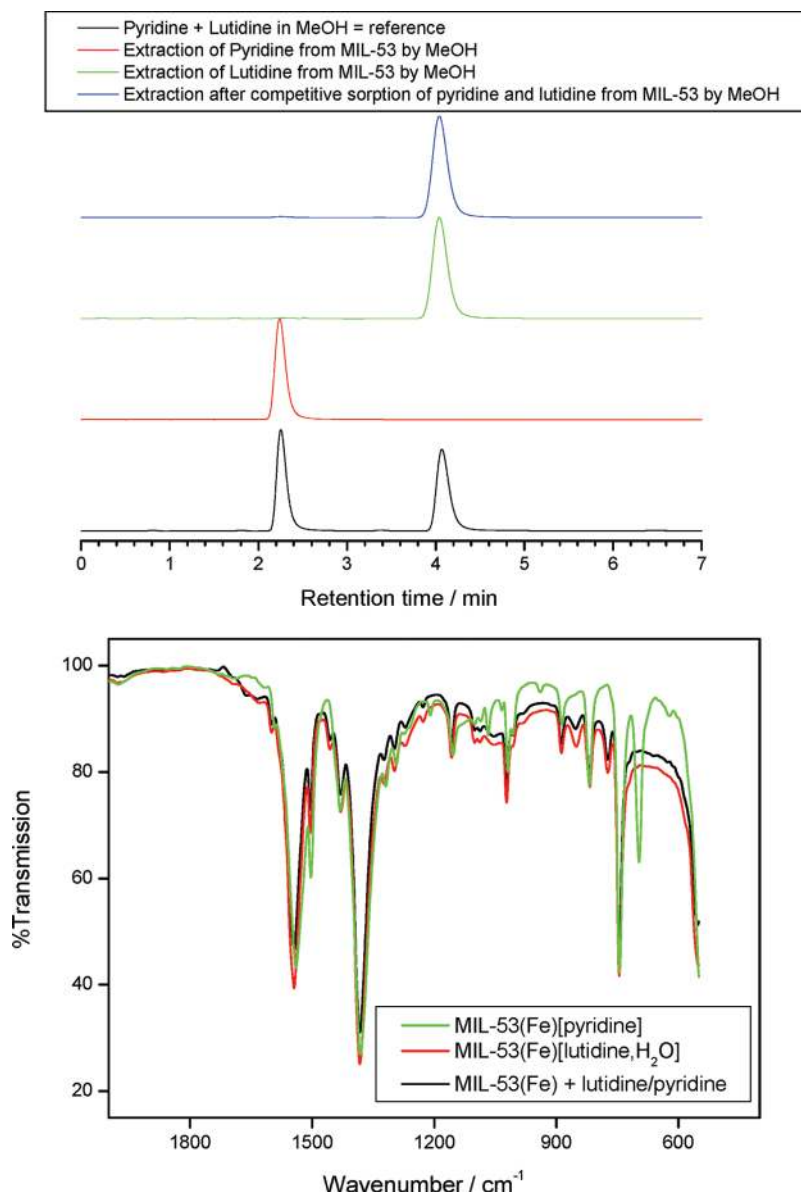 Pyridine + Lutidine in MeOH = reference
Extraction of Pyridine from MIL-53 by MeOH
Extraction of Lutidine from MIL-53 by MeOH
Extraction after competitive sorption of pyridine and lutidine from MIL-53 by MeOH
0 1 2 3 4 5 6 7
Retention time / min
100
80
60
40
20
%Transmission
MIL-53(Fe)[pyridine]
MIL-53(Fe)[lutidine,H₂O]
MIL-53(Fe) + lutidine/pyridine
1800 1500 1200 900 600
Wavenumber / cm⁻¹